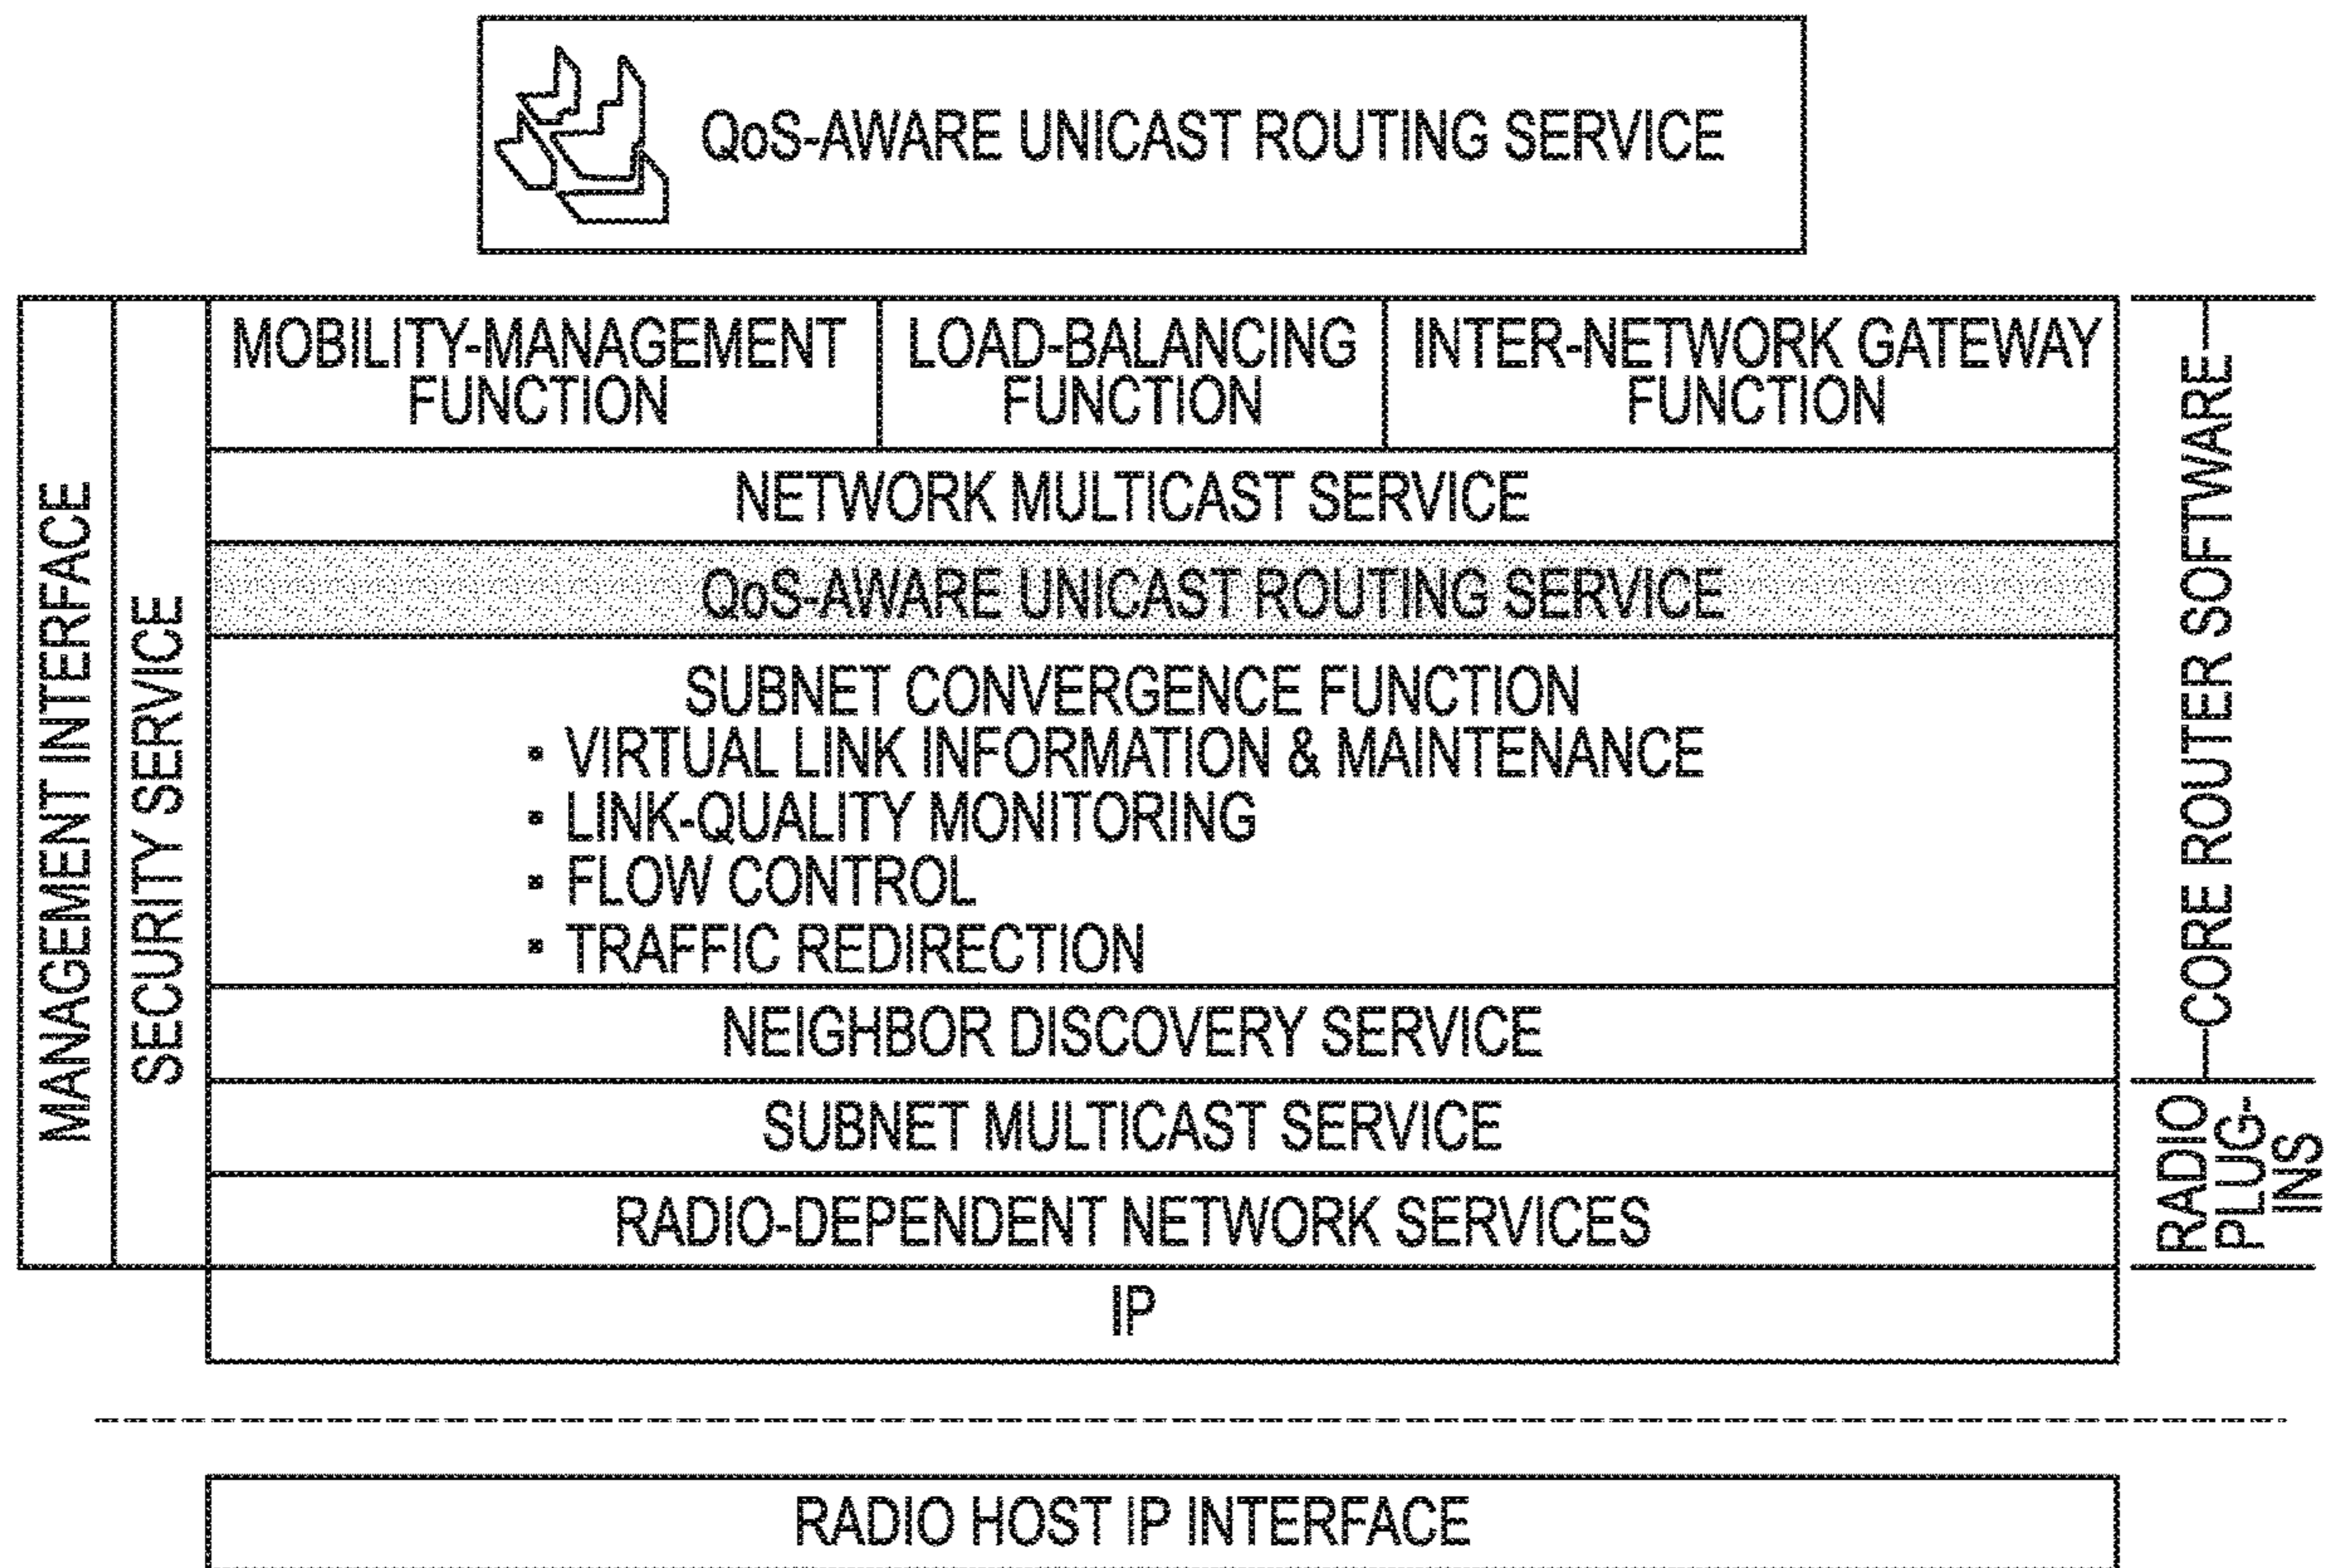 QoS-AWARE UNICAST ROUTING SERVICE
MANAGEMENT INTERFACE
SECURITY SERVICE
MOBILITY-MANAGEMENT
FUNCTION
LOAD-BALANCING
FUNCTION
INTER-NETWORK GATEWAY
FUNCTION
NETWORK MULTICAST SERVICE
QoS-AWARE UNICAST ROUTING SERVICE
SUBNET CONVERGENCE FUNCTION
▪ VIRTUAL LINK INFORMATION & MAINTENANCE
▪ LINK-QUALITY MONITORING
▪ FLOW CONTROL
▪ TRAFFIC REDIRECTION
NEIGHBOR DISCOVERY SERVICE
SUBNET MULTICAST SERVICE
RADIO-DEPENDENT NETWORK SERVICES
IP
CORE ROUTER SOFTWARE
RADIO
PLUG-
INS
RADIO HOST IP INTERFACE